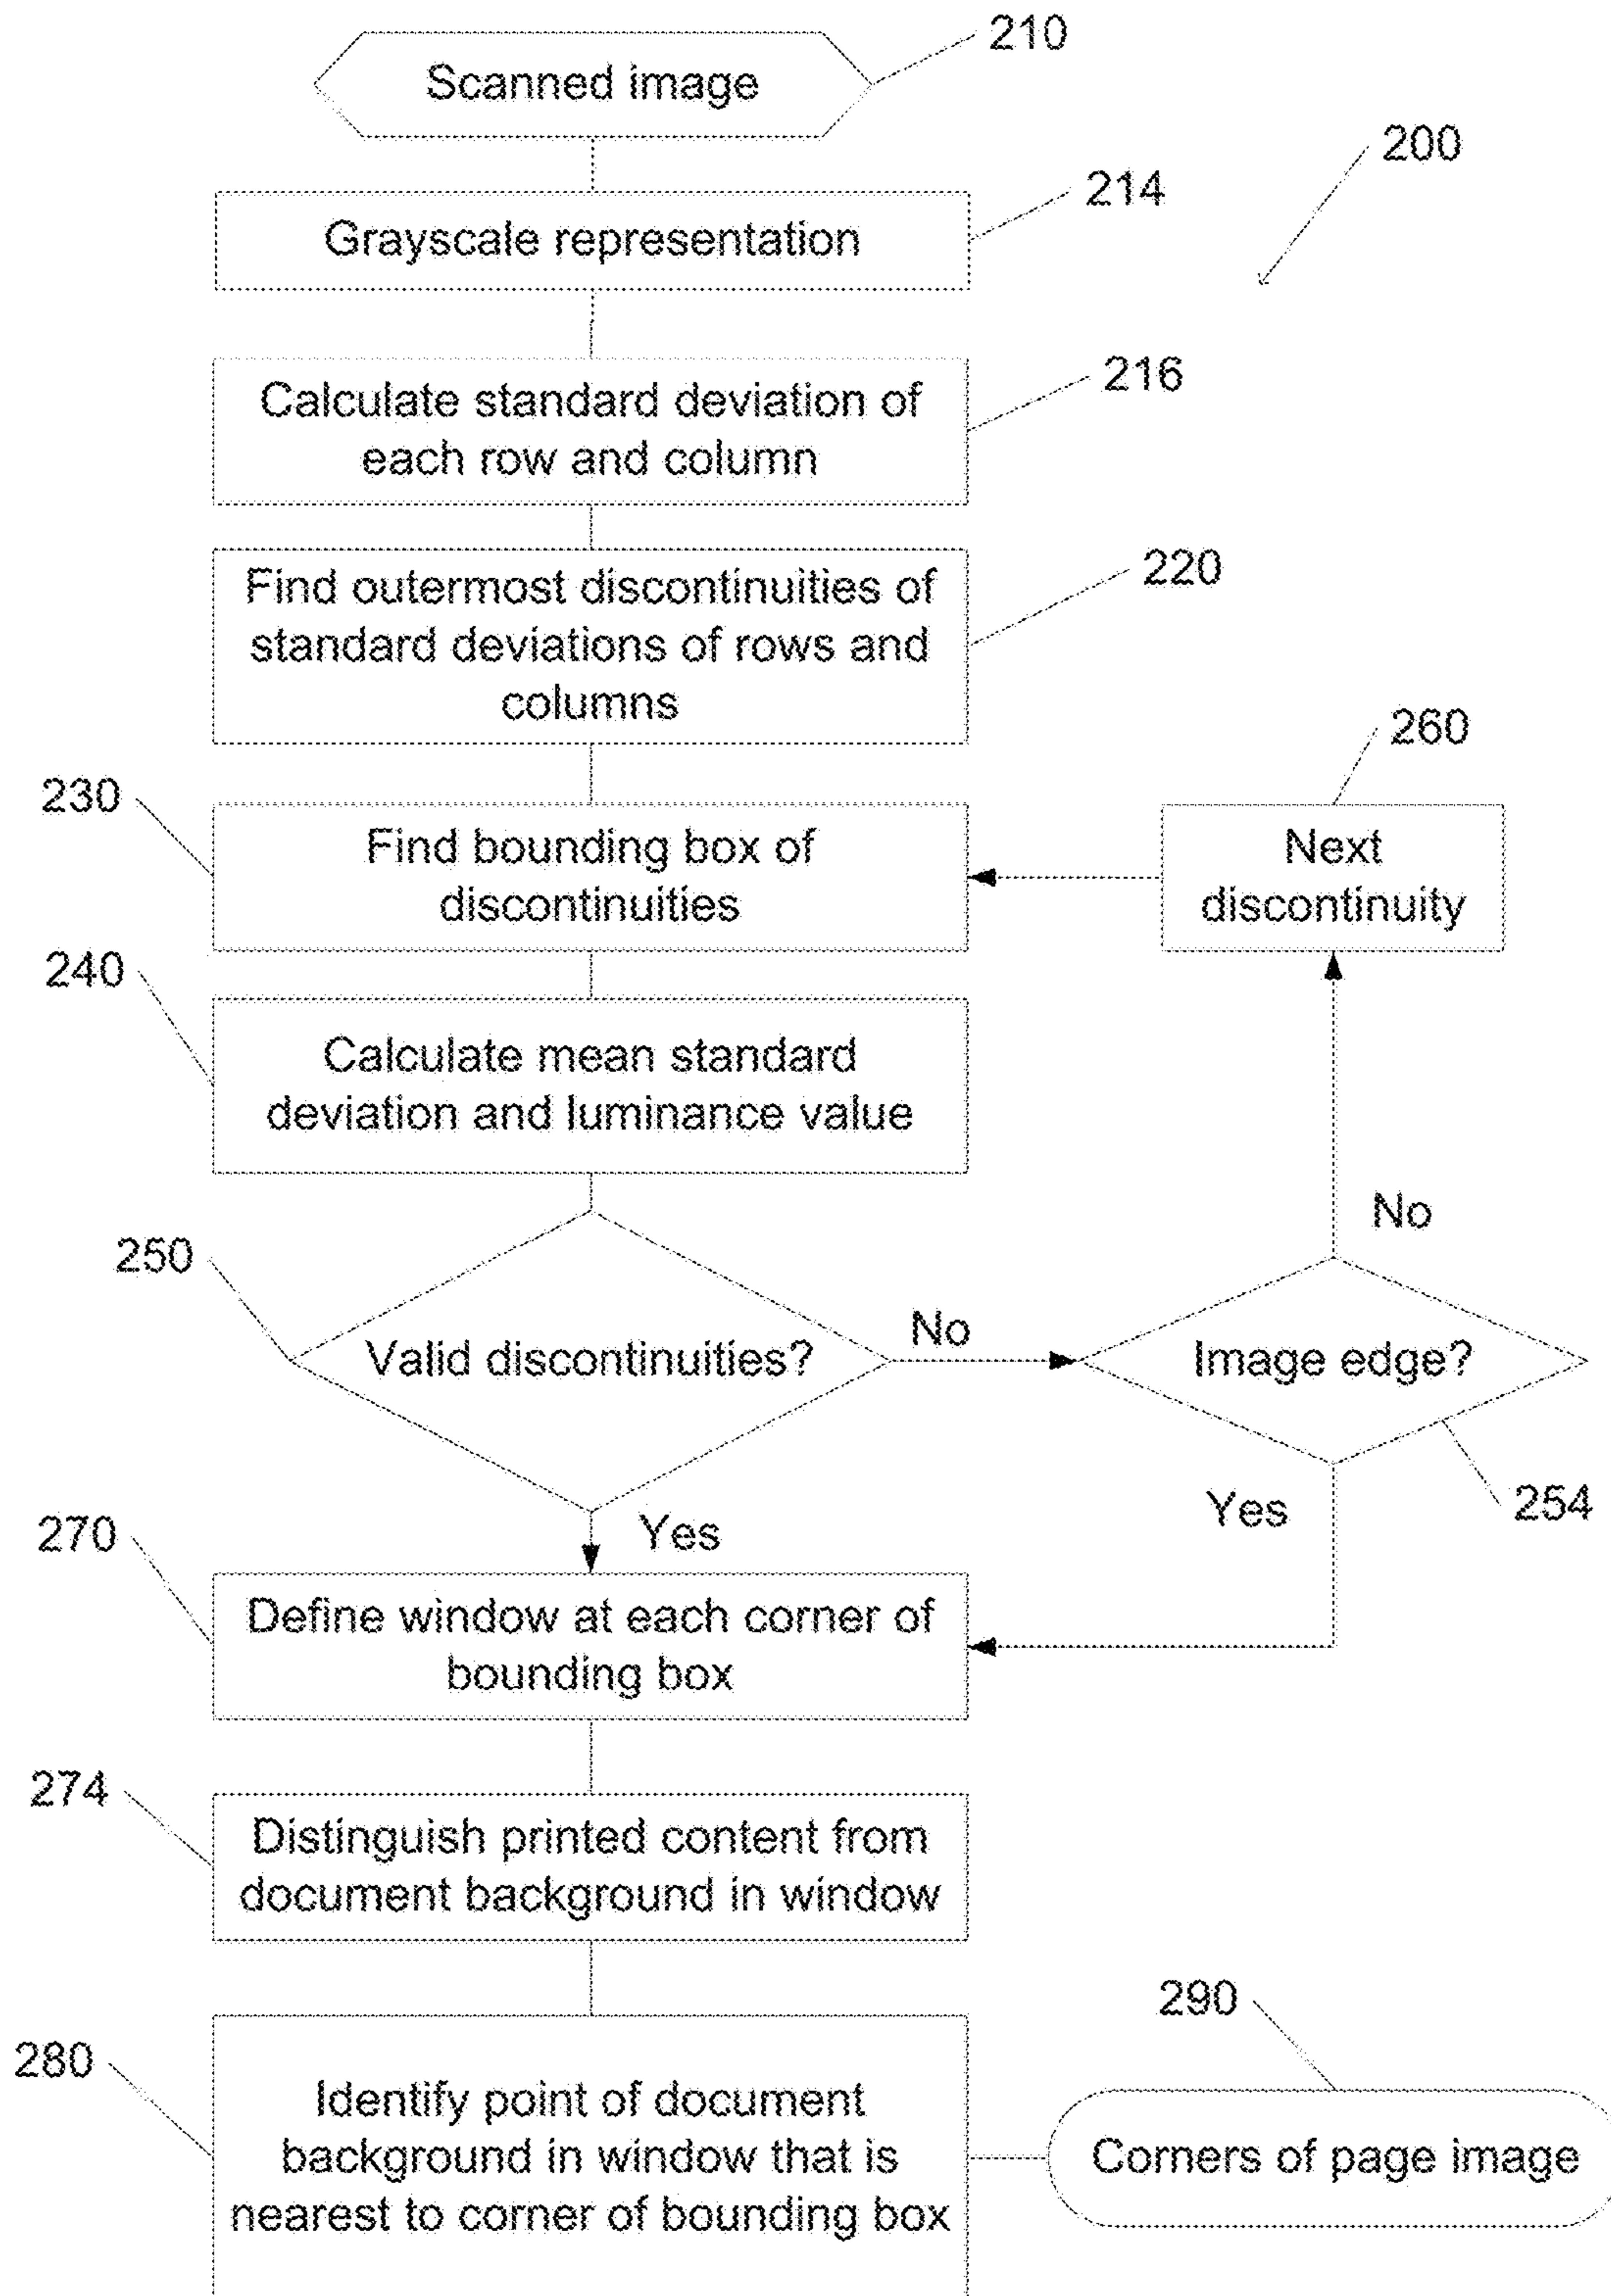 210
Scanned image
200
214
Grayscale representation
216
Calculate standard deviation of
each row and column
220
Find outermost discontinuities of
standard deviations of rows and
columns
260
230
Find bounding box of
discontinuities
Next
discontinuity
240
Calculate mean standard
deviation and luminance value
No
250
Valid discontinuities?
No
Image edge?
Yes
254
270
Yes
Define window at each corner of
bounding box
274
Distinguish printed content from
document background in window
290
280
Identify point of document
background in window that is
nearest to corner of bounding box
Corners of page image